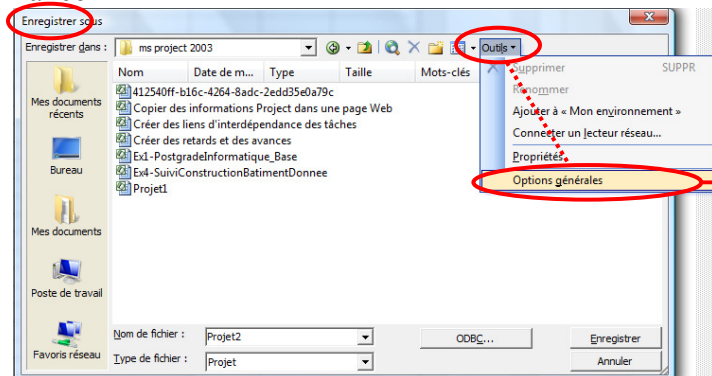 Enregistrer sous
Enregistrer dans :
ms project 2003
Outils
Nom Date de m... Type Taille Mots-clés
Supprimer SUPPR
Renommer
Ajouter à « Mon environnement »
Connecter un lecteur réseau...
Propriétés
Options générales
Mes documents récents
Bureau
Mes documents
Poste de travail
Favoris réseau
412540ff-b16c-4264-8adc-2edd35e0a79c
Copier des informations Project dans une page Web
Créer des liens d'interdépendance des tâches
Créer des retards et des avances
Ex1-PostgradeInformatique_Base
Ex4-SuiviConstructionBatimentDonnee
Projet1
Nom de fichier : Projet2 ODBC... Enregistrer
Type de fichier : Projet Annuler